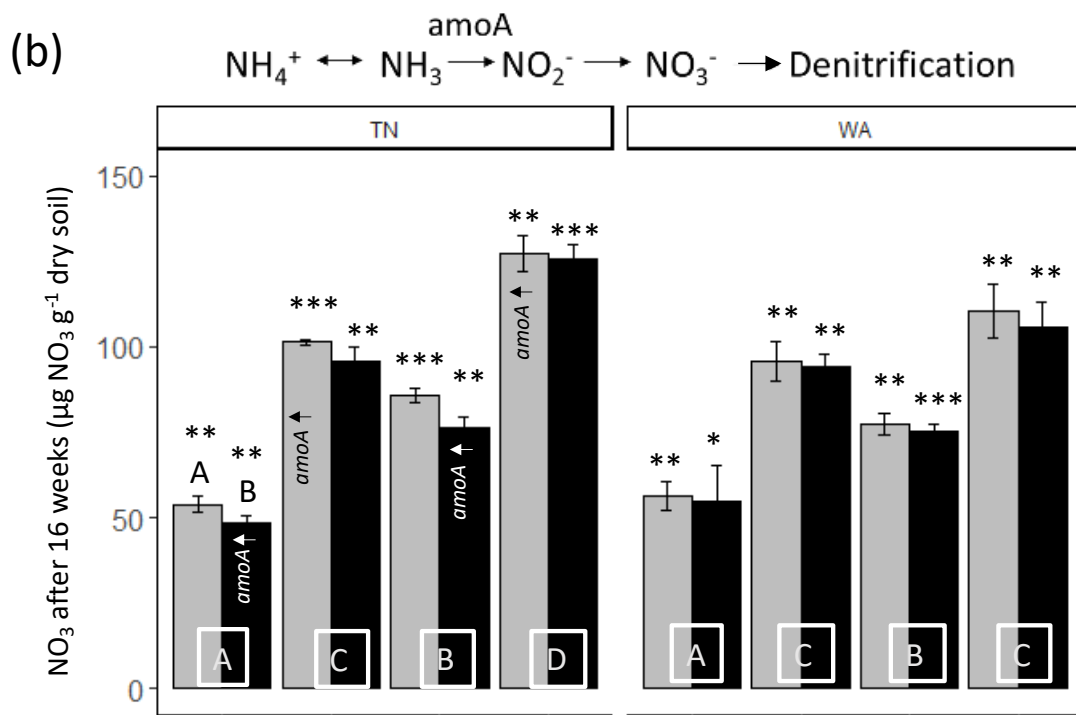 (b)
amoA
NH₄⁺ ↔ NH₃ → NO₂⁻ → NO₃⁻ → Denitrification
TN WA
NO₃ after 16 weeks (µg NO₃ g⁻¹ dry soil)
150
100
50
0
** A
** B
*** **
*** **
** ***
** *
** **
** ***
** **
amoA
amoA
amoA
amoA
A C B D A C B C